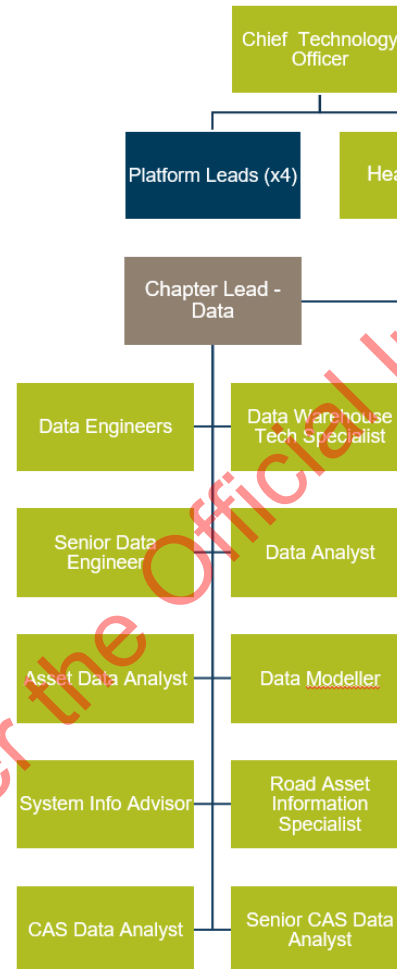 Chief Technology
Officer
Platform Leads (x4)
Chapter Lead -
Data
Data Engineers
Data Warehouse
Tech Specialist
Senior Data
Engineer
Data Analyst
Asset Data Analyst
Data Modeller
System Info Advisor
Road Asset
Information
Specialist
CAS Data Analyst
Senior CAS Data
Analyst
the Official